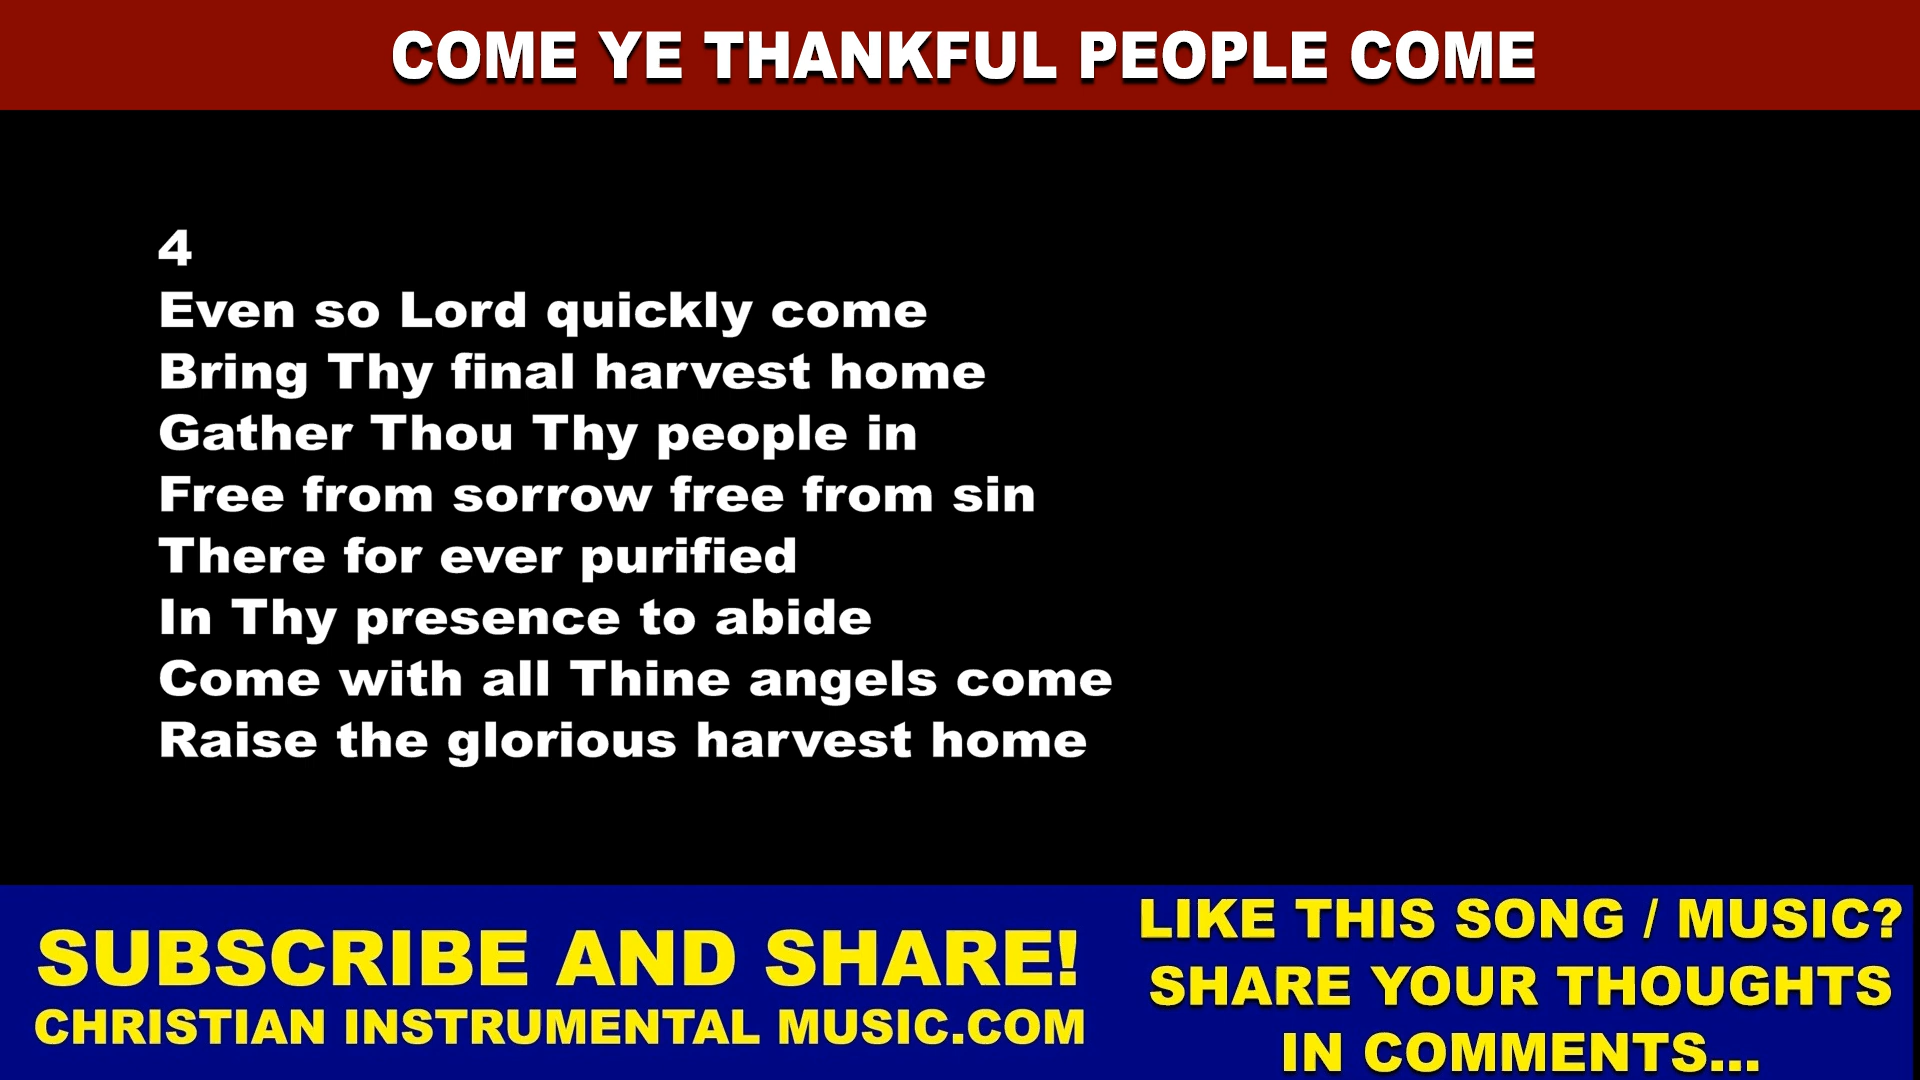 COME YE THANKFUL PEOPLE COME
4
Even so Lord quickly come
Bring Thy final harvest home
Gather Thou Thy people in
Free from sorrow free from sin
There for ever purified
In Thy presence to abide
Come with all Thine angels come
Raise the glorious harvest home
SUBSCRIBE AND SHARE!
CHRISTIAN INSTRUMENTAL MUSIC.COM
LIKE THIS SONG / MUSIC?
SHARE YOUR THOUGHTS
IN COMMENTS...